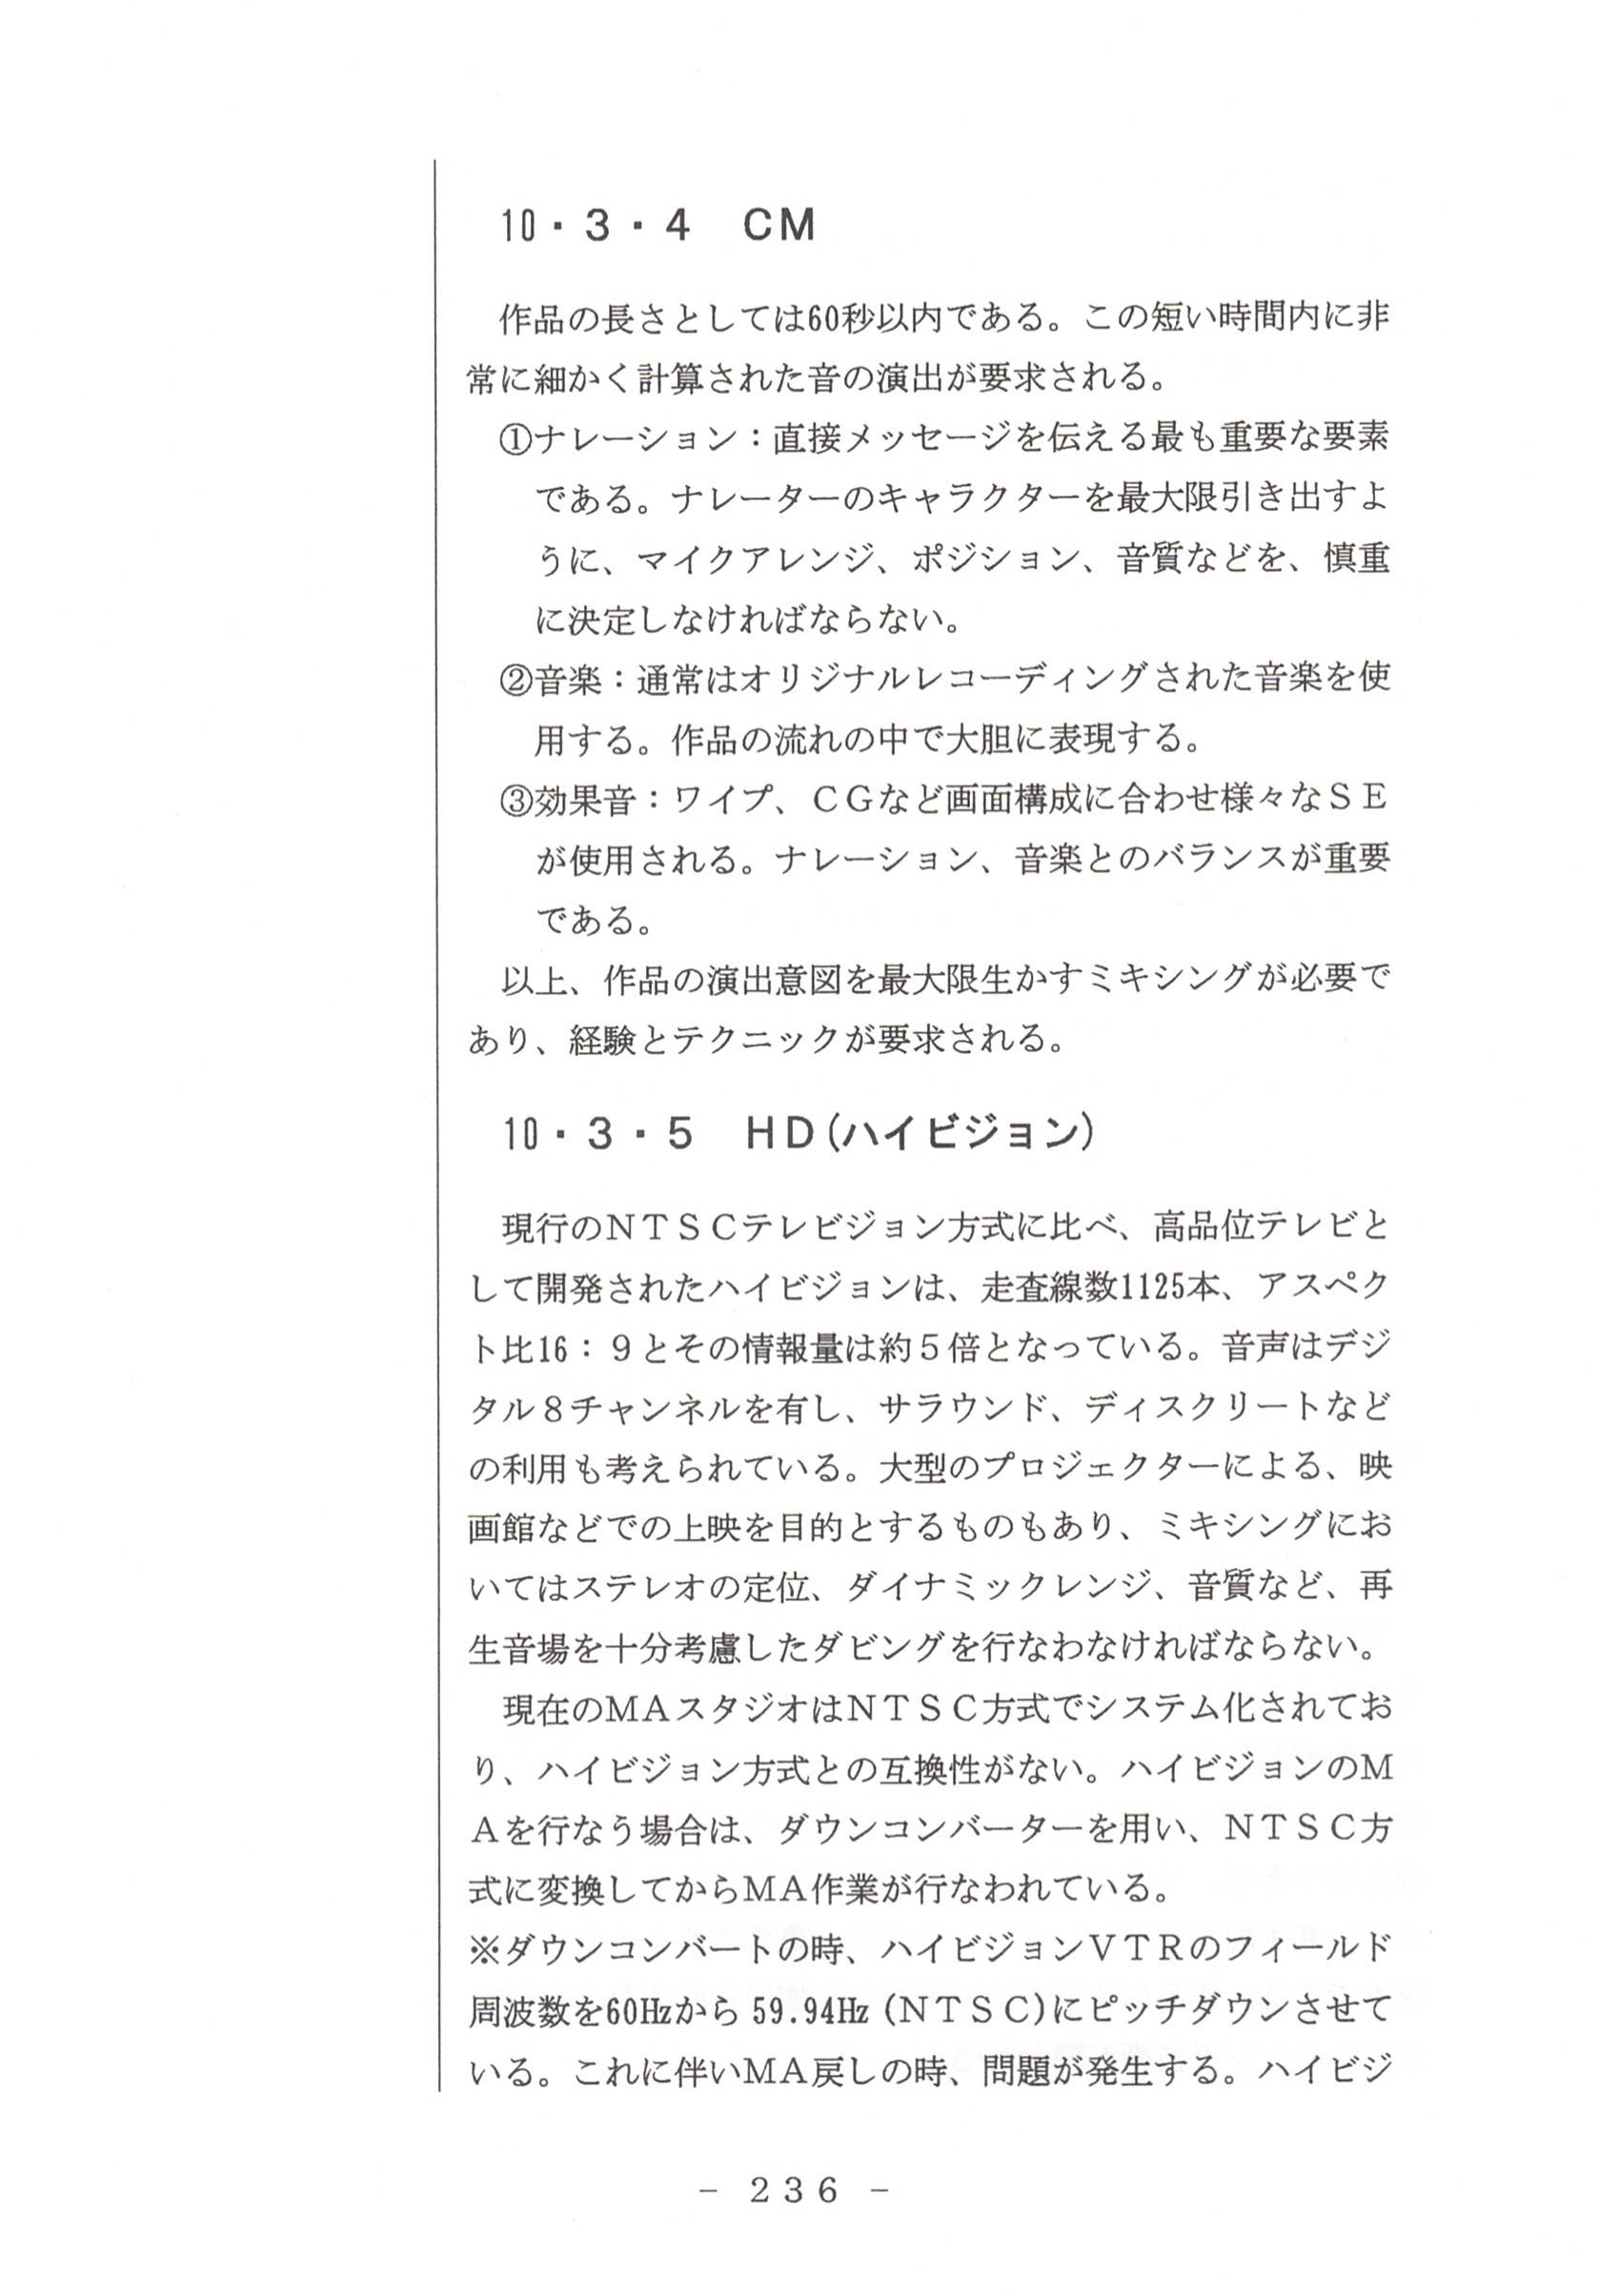 10・3・4　CM
作品の長さとしては60秒以内である。この短い時間内に非
常に細かく計算された音の演出が要求される。
①ナレーション：直接メッセージを伝える最も重要な要素
である。ナレーターのキャラクターを最大限引き出すよ
うに、マイクアレンジ、ポジション、音質などを、慎重
に決定しなければならない。
②音楽：通常はオリジナルレコーディングされた音楽を使
用する。作品の流れの中で大胆に表現する。
③効果音：ワイプ、ＣＧなど画面構成に合わせ様々なＳＥ
が使用される。ナレーション、音楽とのバランスが重要
である。
以上、作品の演出意図を最大限生かすミキシングが必要で
あり、経験とテクニックが要求される。
10・3・5　ＨＤ(ハイビジョン)
現行のＮＴＳＣテレビジョン方式に比べ、高品位テレビと
して開発されたハイビジョンは、走査線数1125本、アスペク
ト比16：９とその情報量は約５倍となっている。音声はデジ
タル８チャンネルを有し、サラウンド、ディスクリートなど
の利用も考えられている。大型のプロジェクターによる、映
画館などでの上映を目的とするものもあり、ミキシングにお
いてはステレオの定位、ダイナミックレンジ、音質など、再
生音場を十分考慮したダビングを行なわなければならない。
現在のＭＡスタジオはＮＴＳＣ方式でシステム化されてお
り、ハイビジョン方式との互換性がない。ハイビジョンのＭ
Ａを行なう場合は、ダウンコンバーターを用い、ＮＴＳＣ方
式に変換してからＭＡ作業が行なわれている。
※ダウンコンバートの時、ハイビジョンＶＴＲのフィールド
周波数を60Hzから 59.94Hz (ＮＴＳＣ)にピッチダウンさせて
いる。これに伴いＭＡ戻しの時、問題が発生する。ハイビジ
－ 236 －